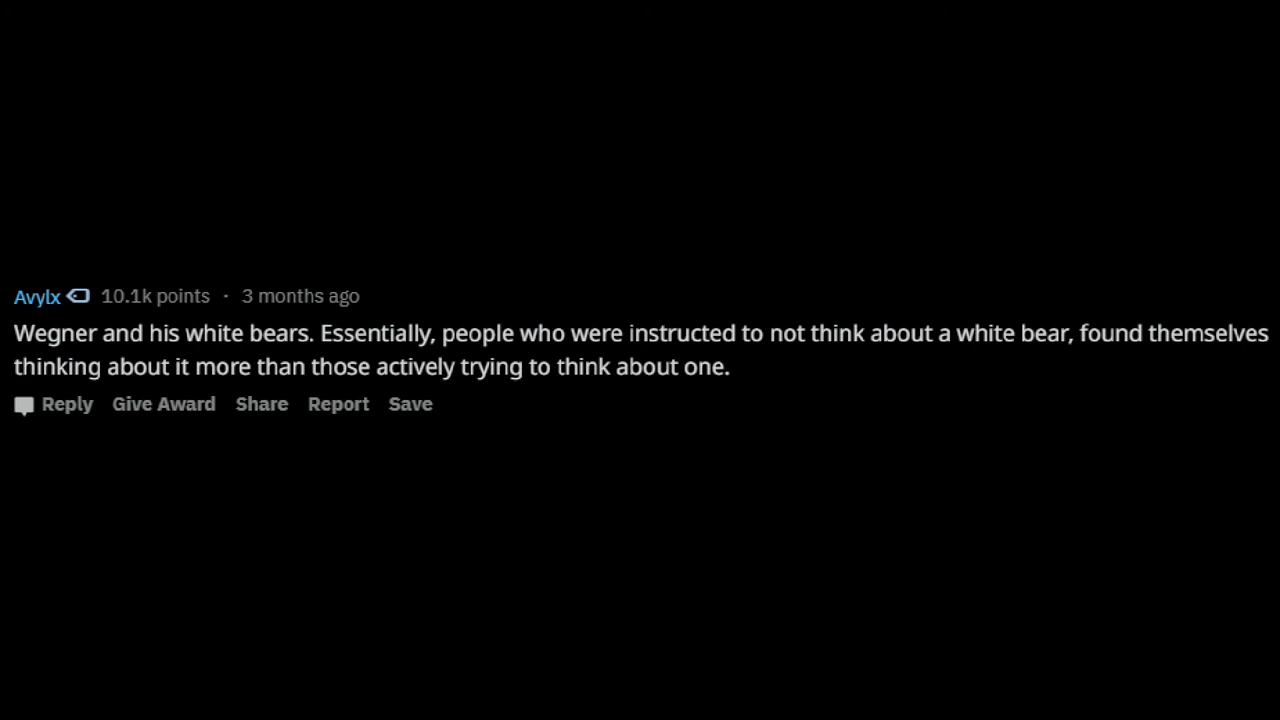 Avylx 10.1k points · 3 months ago
Wegner and his white bears. Essentially, people who were instructed to not think about a white bear, found themselves
thinking about it more than those actively trying to think about one.
Reply Give Award Share Report Save